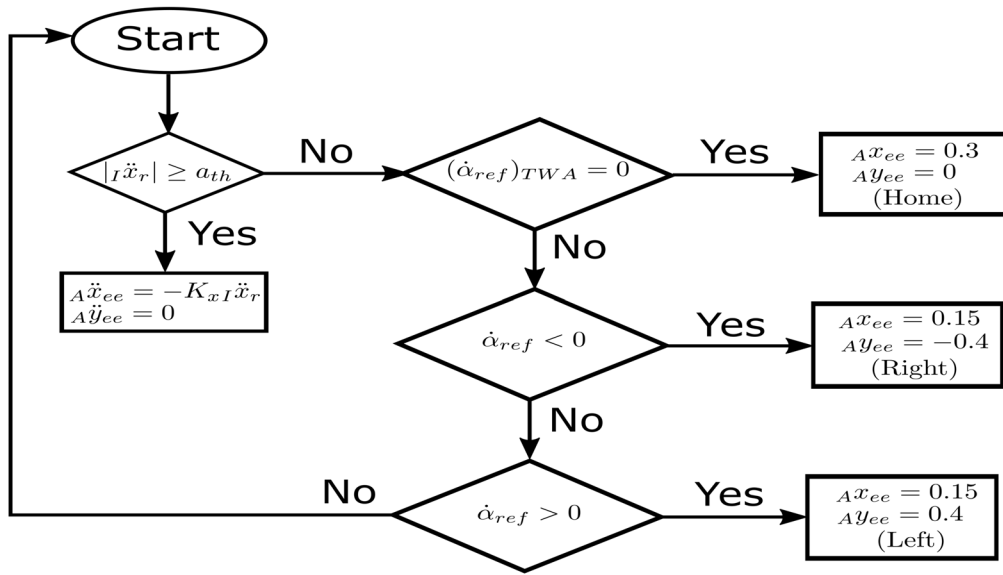 Start
|_I ẍ_r| ≥ a_th
No
(α̇_ref)_TWA = 0
Yes
_A x_ee = 0.3
_A y_ee = 0
(Home)
Yes
_A ẍ_ee = −K_x _I ẍ_r
_A ÿ_ee = 0
No
α̇_ref < 0
Yes
_A x_ee = 0.15
_A y_ee = −0.4
(Right)
No
α̇_ref > 0
No
Yes
_A x_ee = 0.15
_A y_ee = 0.4
(Left)